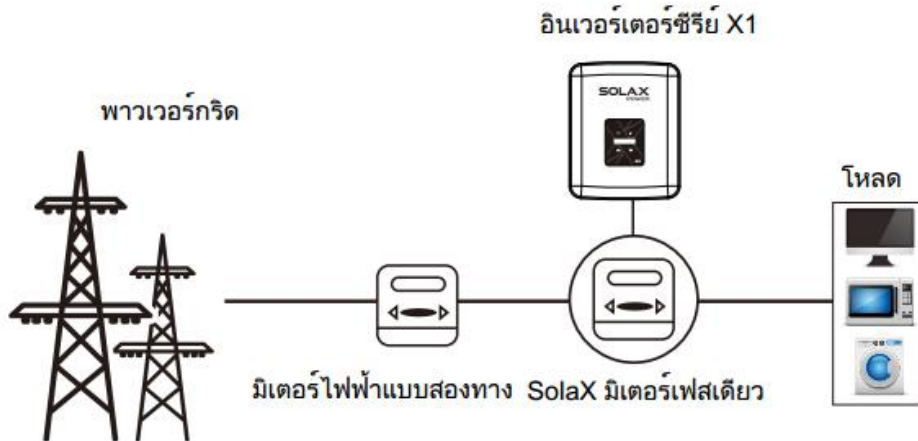 อินเวอร์เตอร์ซีรีย์ X1
พาวเวอร์กริด
SOLAX
POWER
โหลด
มิเตอร์ไฟฟ้าแบบสองทาง
SolaX มิเตอร์เฟสเดียว